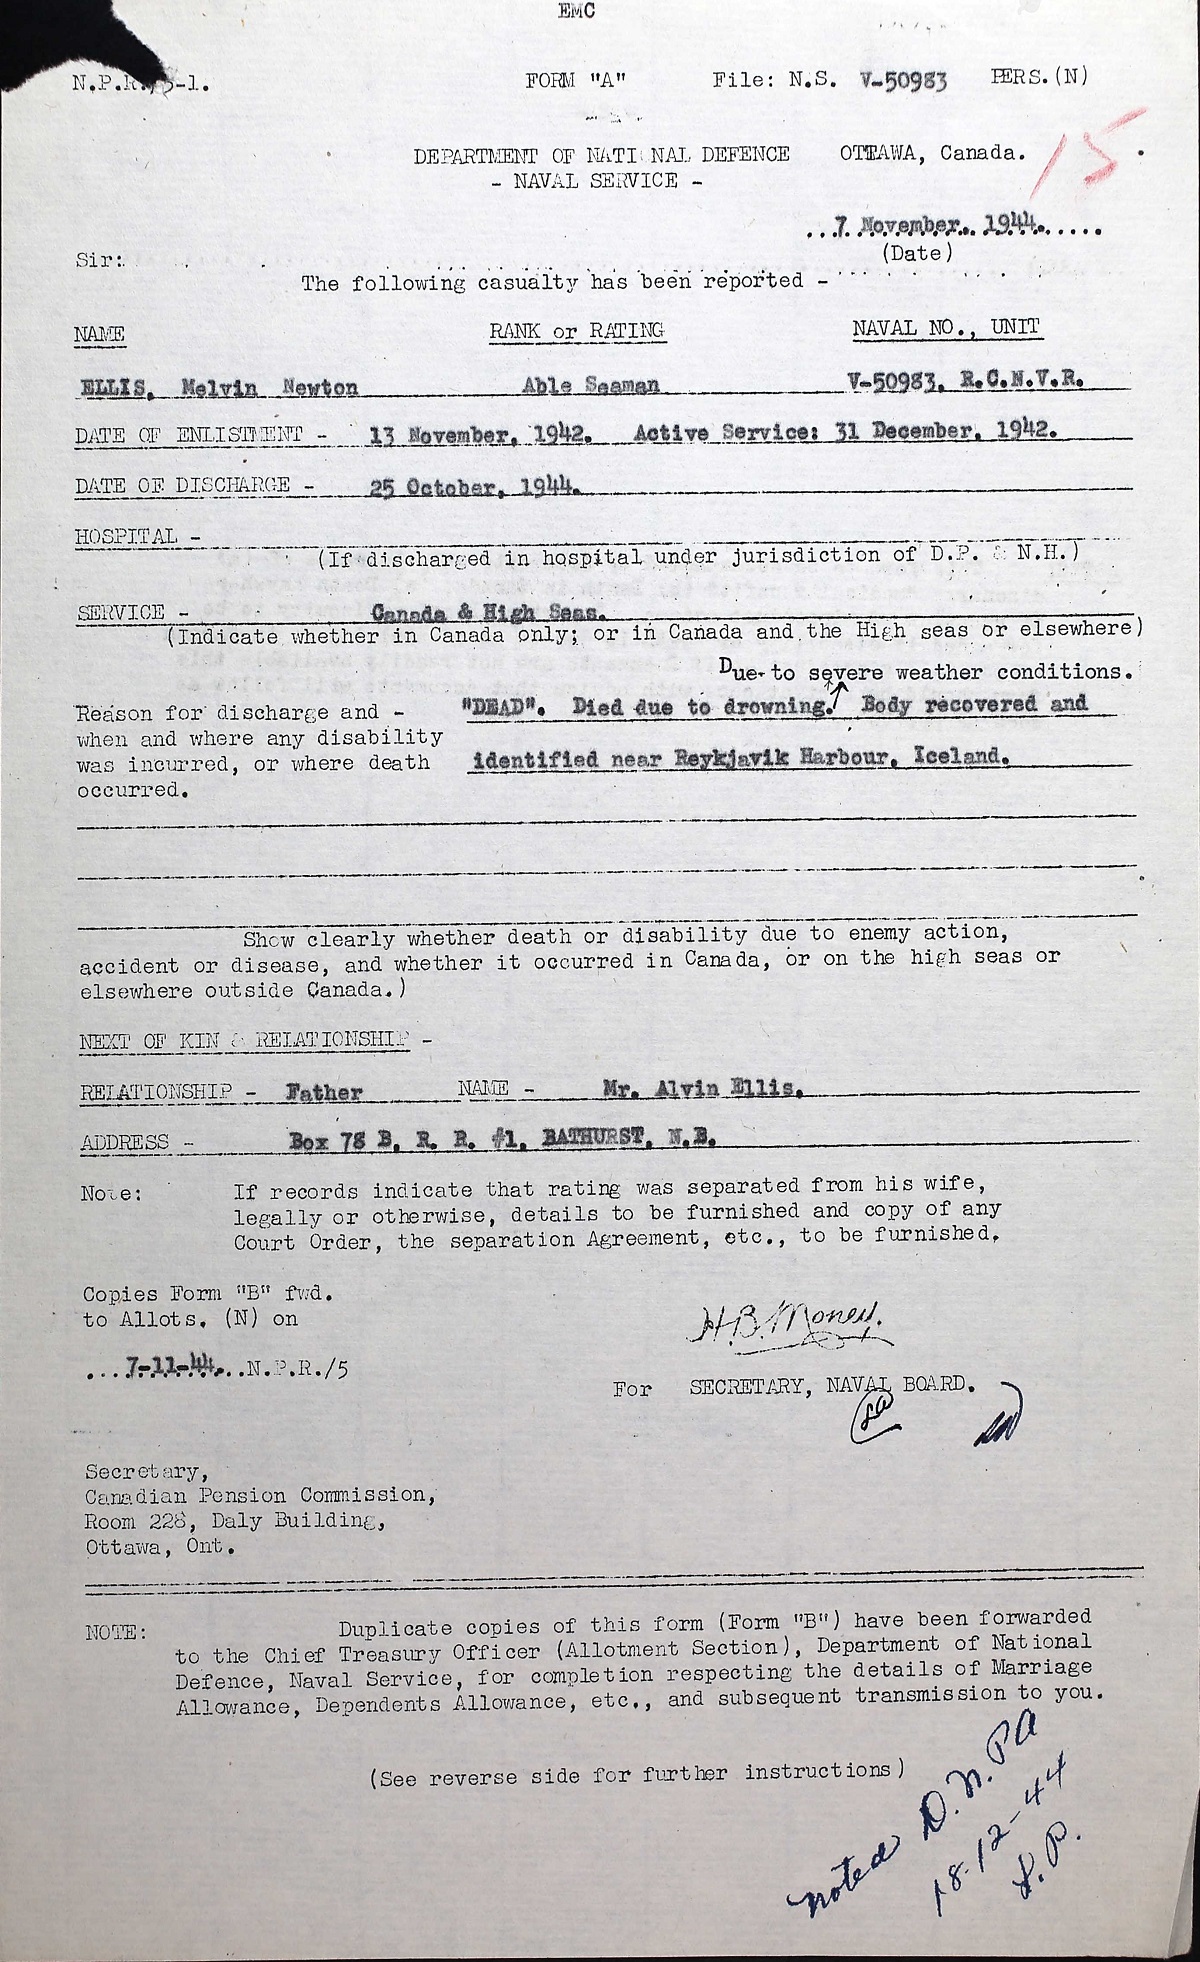 EMC
N.P.R./5-1. FORM "A" File: N.S. V-50983 PERS.(N)
15
DEPARTMENT OF NATIONAL DEFENCE OTTAWA, Canada.
- NAVAL SERVICE -
...7 November, 1944.....
(Date)
Sir:
The following casualty has been reported -
NAME RANK or RATING NAVAL NO., UNIT
ELLIS, Melvin Newton Able Seaman V-50983, R.C.N.V.R.
DATE OF ENLISTMENT - 13 November, 1942. Active Service: 31 December, 1942.
DATE OF DISCHARGE - 25 October, 1944.
HOSPITAL -
(If discharged in hospital under jurisdiction of D.P. & N.H.)
SERVICE - Canada & High Seas.
(Indicate whether in Canada only; or in Canada and the High seas or elsewhere)
Due to severe weather conditions.
Reason for discharge and - "DEAD". Died due to drowning. Body recovered and
when and where any disability
was incurred, or where death identified near Reykjavik Harbour, Iceland.
occurred.
Show clearly whether death or disability due to enemy action,
accident or disease, and whether it occurred in Canada, or on the high seas or
elsewhere outside Canada.)
NEXT OF KIN & RELATIONSHIP -
RELATIONSHIP - Father NAME - Mr. Alvin Ellis.
ADDRESS - Box 78 B, R. R. #1, BATHURST, N.B.
Note: If records indicate that rating was separated from his wife,
legally or otherwise, details to be furnished and copy of any
Court Order, the separation Agreement, etc., to be furnished.
Copies Form "B" fwd.
to Allots. (N) on
H.B. Money.
....7-11-44...N.P.R./5
For SECRETARY, NAVAL BOARD.
Secretary,
Canadian Pension Commission,
Room 228, Daly Building,
Ottawa, Ont.
NOTE: Duplicate copies of this form (Form "B") have been forwarded
to the Chief Treasury Officer (Allotment Section), Department of National
Defence, Naval Service, for completion respecting the details of Marriage
Allowance, Dependents Allowance, etc., and subsequent transmission to you.
(See reverse side for further instructions)
noted D.N.PA
18-12-44
L.P.